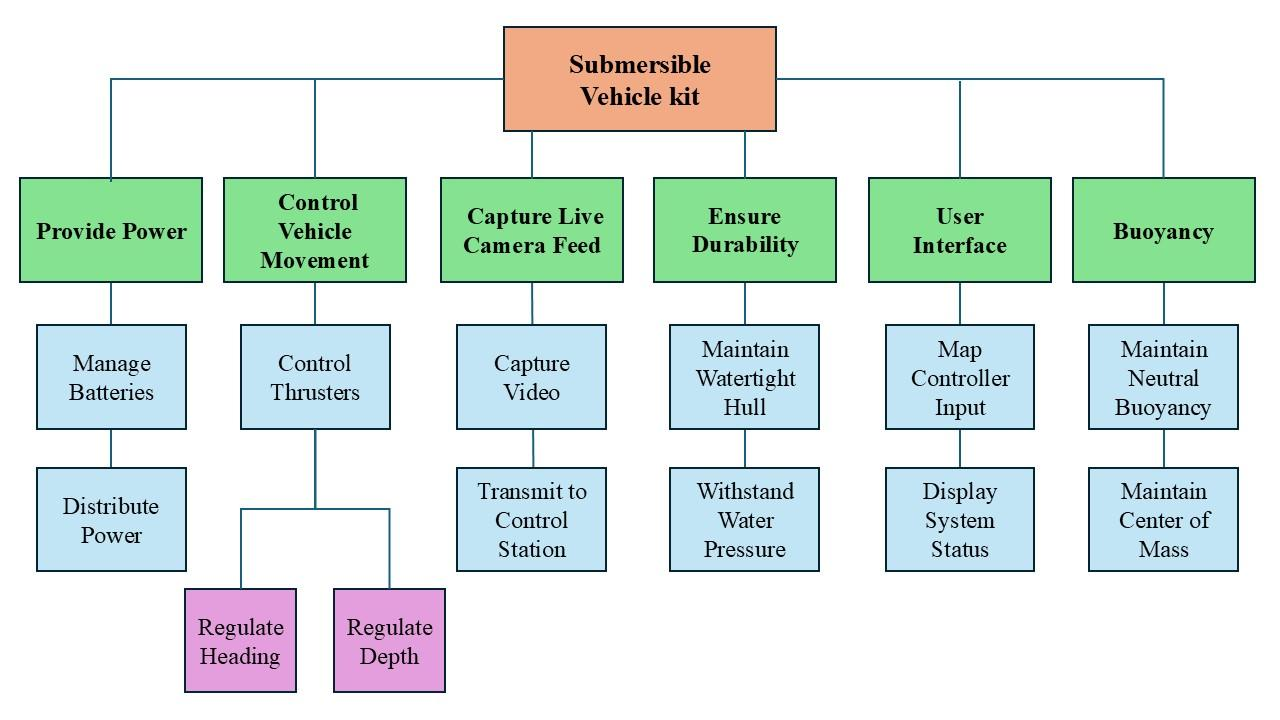 Submersible
Vehicle kit
Provide Power
Control
Vehicle
Movement
Capture Live
Camera Feed
Ensure
Durability
User
Interface
Buoyancy
Manage
Batteries
Control
Thrusters
Capture
Video
Maintain
Watertight
Hull
Map
Controller
Input
Maintain
Neutral
Buoyancy
Distribute
Power
Transmit to
Control
Station
Withstand
Water
Pressure
Display
System
Status
Maintain
Center of
Mass
Regulate
Heading
Regulate
Depth